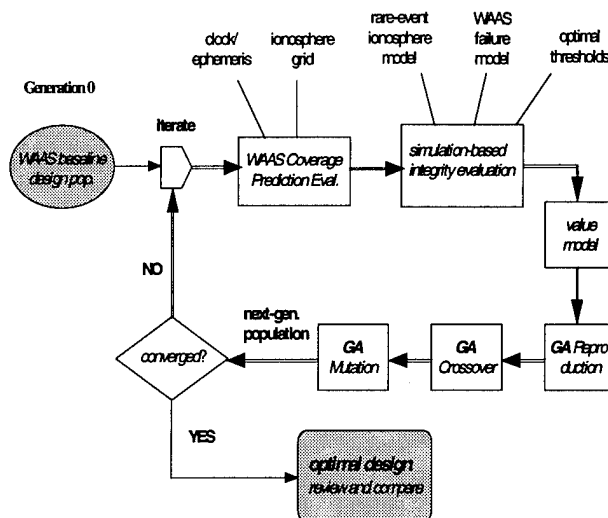 clock/
ephemeris
ionosphere
grid
rare-event
ionosphere
model
WAAS
failure
model
optimal
thresholds
Generation 0
iterate
WAAS baseline
design pop.
WAAS Coverage
Prediction Eval.
simulation-based
integrity evaluation
value
model
NO
next-gen.
population
converged?
GA
Mutation
GA
Crossover
GA Repro
duction
YES
optimal design
review and compare